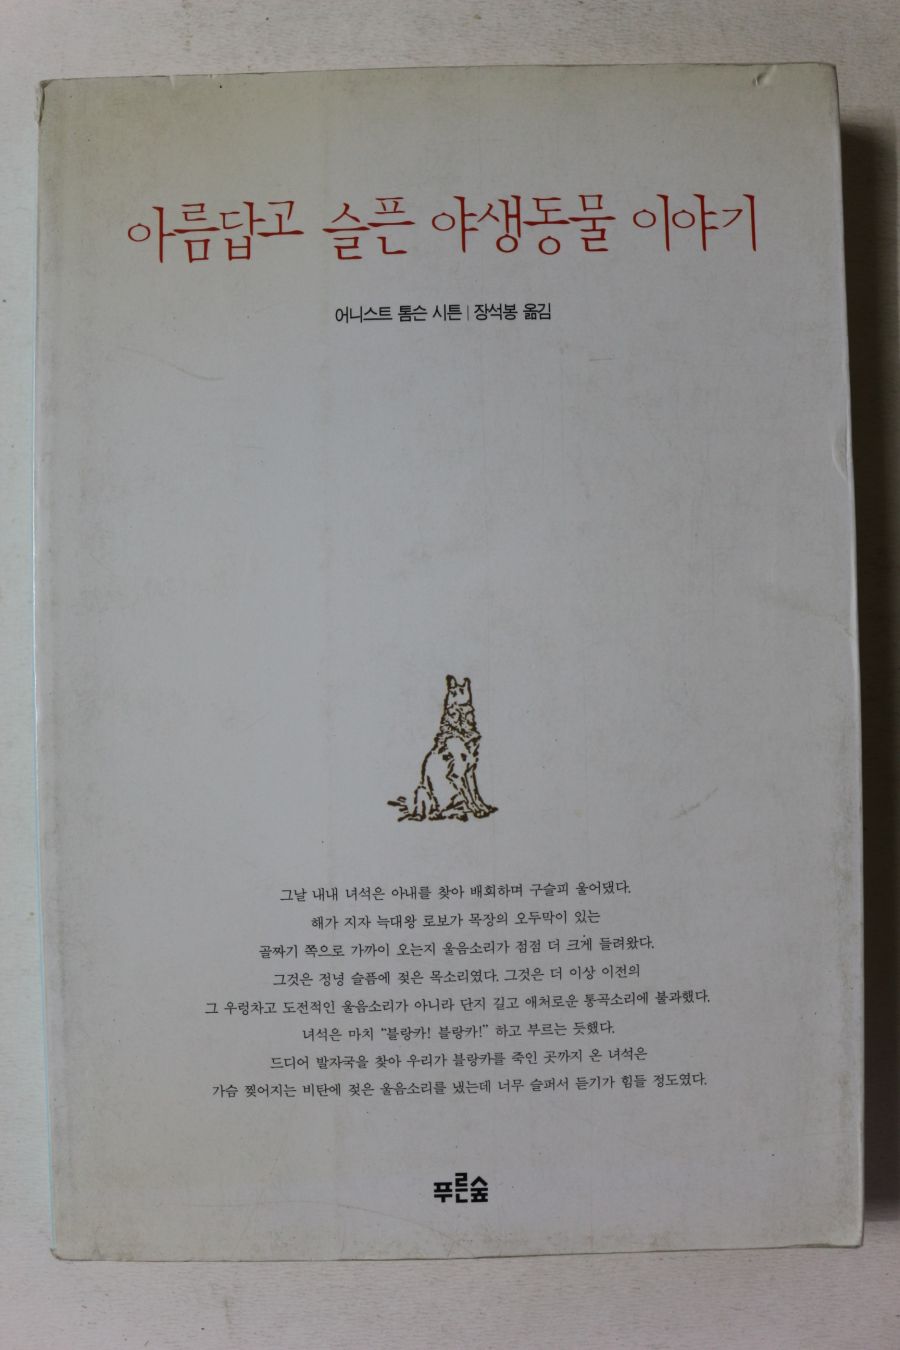 아름답고 슬픈 야생동물 이야기
어니스트 톰슨 시튼 | 장석봉 옮김
그날 내내 녀석은 아내를 찾아 배회하며 구슬피 울어댔다.
해가 지자 늑대왕 로보가 목장의 오두막이 있는
골짜기 쪽으로 가까이 오는지 울음소리가 점점 더 크게 들려왔다.
그것은 정녕 슬픔에 젖은 목소리였다. 그것은 더 이상 이전의
그 우렁차고 도전적인 울음소리가 아니라 단지 길고 애처로운 통곡소리에 불과했다.
녀석은 마치 “블랑카! 블랑카!” 하고 부르는 듯했다.
드디어 발자국을 찾아 우리가 블랑카를 죽인 곳까지 온 녀석은
가슴 찢어지는 비탄에 젖은 울음소리를 냈는데 너무 슬퍼서 듣기가 힘들 정도였다.
푸른숲